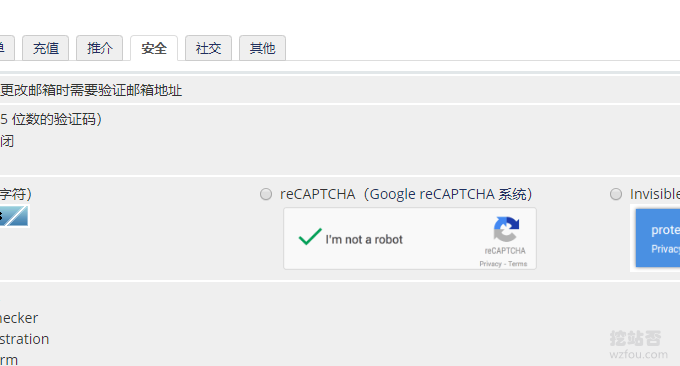 单 充值 推介 安全 社交 其他
更改邮箱时需要验证邮箱地址
5 位数的验证码）
闭
字符）
reCAPTCHA（Google reCAPTCHA 系统）
Invisible
I'm not a robot
reCAPTCHA
Privacy - Terms
prote
Privacy
hecker
stration
orm
挖站否
wzfou.com